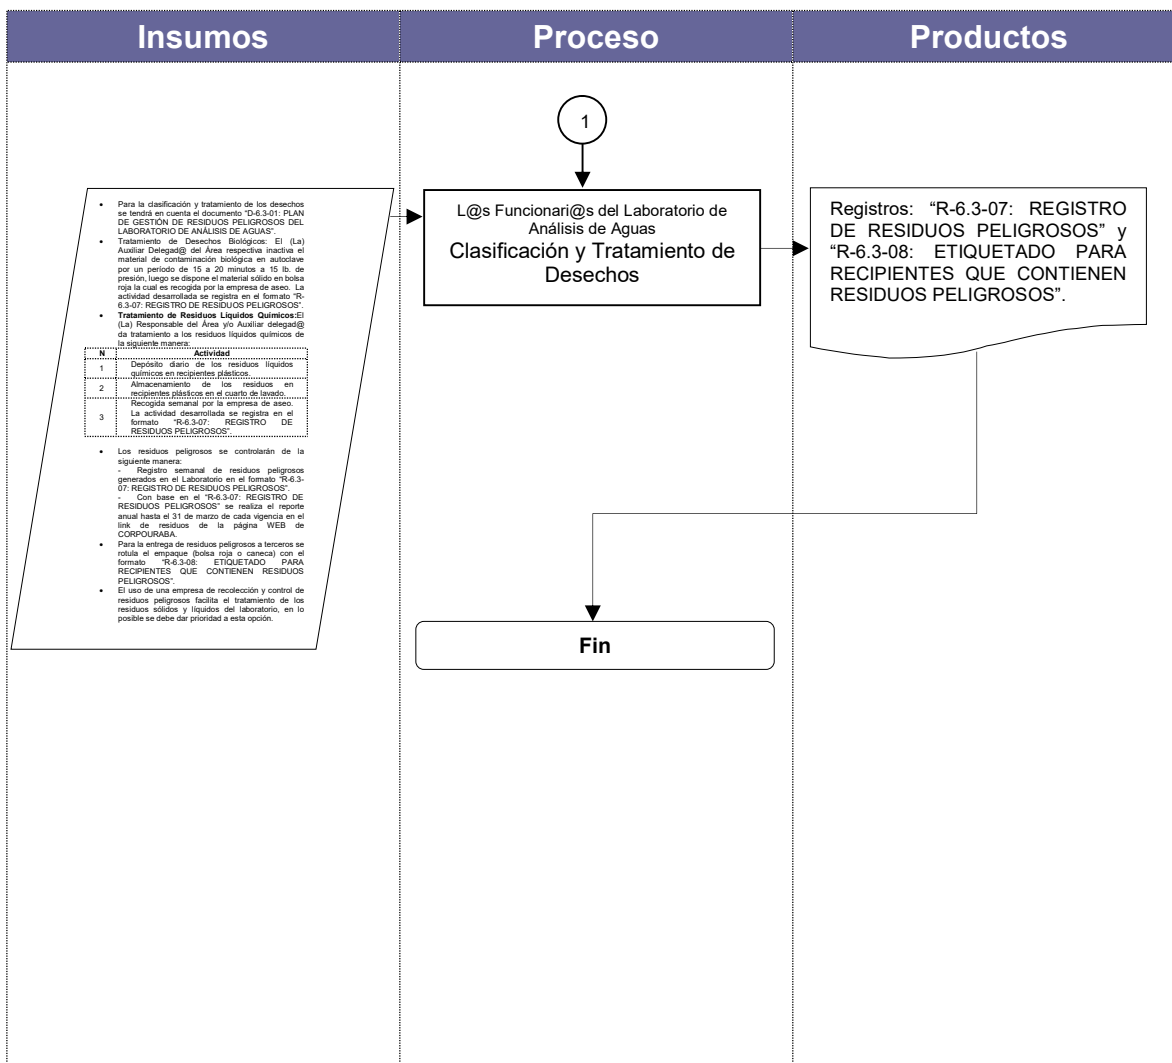 Insumos
Proceso
Productos
1
• Para la clasificación y tratamiento de los desechos
se tendrá en cuenta el documento “D-6.3-01: PLAN
DE GESTIÓN DE RESIDUOS PELIGROSOS DEL
LABORATORIO DE ANÁLISIS DE AGUAS”.
• Tratamiento de Desechos Biológicos: El (La)
Auxiliar Delegad@ del Área respectiva inactiva el
material de contaminación biológica en autoclave
por un período de 15 a 20 minutos a 15 lb. de
presión, luego se dispone el material sólido en bolsa
roja la cual es recogida por la empresa de aseo. La
actividad desarrollada se registra en el formato “R-
6.3-07: REGISTRO DE RESIDUOS PELIGROSOS”.
• Tratamiento de Residuos Líquidos Químicos:El
(La) Responsable del Área y/o Auxiliar delegad@
da tratamiento a los residuos líquidos químicos de
la siguiente manera:
N Actividad
1 Depósito diario de los residuos líquidos
químicos en recipientes plásticos.
2 Almacenamiento de los residuos en
recipientes plásticos en el cuarto de lavado.
3 Recogida semanal por la empresa de aseo.
La actividad desarrollada se registra en el
formato “R-6.3-07: REGISTRO DE
RESIDUOS PELIGROSOS”.
• Los residuos peligrosos se controlarán de la
siguiente manera:
- Registro semanal de residuos peligrosos
generados en el Laboratorio en el formato “R-6.3-
07: REGISTRO DE RESIDUOS PELIGROSOS”.
- Con base en el “R-6.3-07: REGISTRO DE
RESIDUOS PELIGROSOS” se realiza el reporte
anual hasta el 31 de marzo de cada vigencia en el
link de residuos de la página WEB de
CORPOURABA.
• Para la entrega de residuos peligrosos a terceros se
rotula el empaque (bolsa roja o caneca) con el
formato “R-6.3-08: ETIQUETADO PARA
RECIPIENTES QUE CONTIENEN RESIDUOS
PELIGROSOS”.
• El uso de una empresa de recolección y control de
residuos peligrosos facilita el tratamiento de los
residuos sólidos y líquidos del laboratorio, en lo
posible se debe dar prioridad a esta opción.
L@s Funcionari@s del Laboratorio de
Análisis de Aguas
Clasificación y Tratamiento de
Desechos
Registros: “R-6.3-07: REGISTRO
DE RESIDUOS PELIGROSOS” y
“R-6.3-08: ETIQUETADO PARA
RECIPIENTES QUE CONTIENEN
RESIDUOS PELIGROSOS”.
Fin